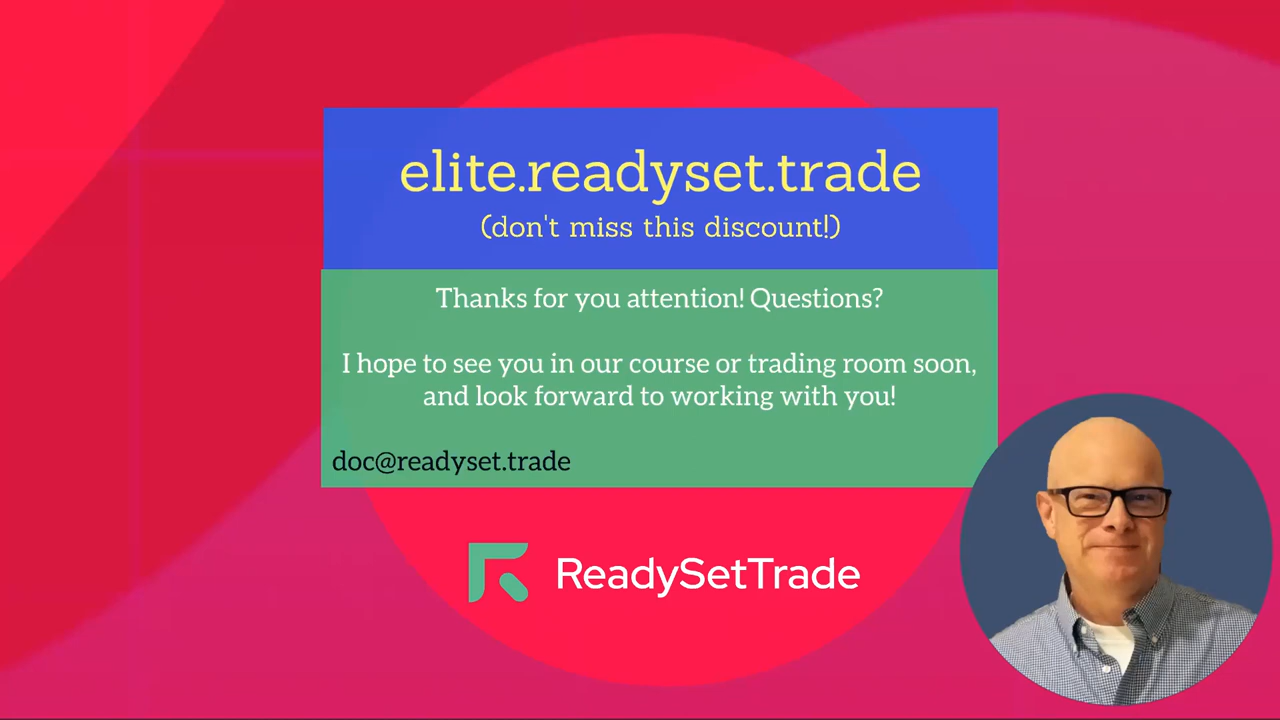 elite.readyset.trade
(don't miss this discount!)
Thanks for you attention! Questions?
I hope to see you in our course or trading room soon,
and look forward to working with you!
doc@readyset.trade
ReadySetTrade